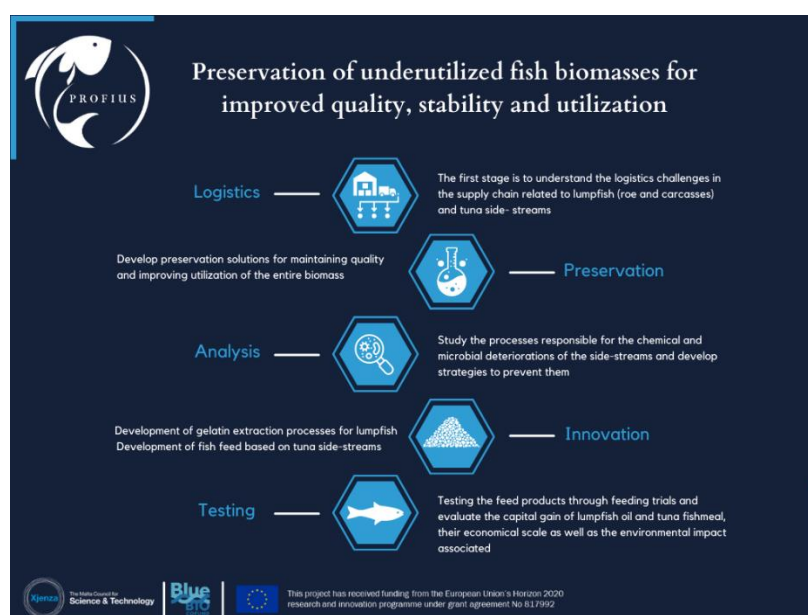 PROFIUS
Preservation of underutilized fish biomasses for
improved quality, stability and utilization
Logistics
The first stage is to understand the logistics challenges in
the supply chain related to lumpfish (roe and carcasses)
and tuna side- streams
Develop preservation solutions for maintaining quality
and improving utilization of the entire biomass
Preservation
Analysis
Study the processes responsible for the chemical and
microbial deteriorations of the side-streams and develop
strategies to prevent them
Development of gelatin extraction processes for lumpfish
Development of fish feed based on tuna side-streams
Innovation
Testing
Testing the feed products through feeding trials and
evaluate the capital gain of lumpfish oil and tuna fishmeal,
their economical scale as well as the environmental impact
associated
Xjenza
The Malta Council for
Science & Technology
Blue
BIO
This project has received funding from the European Union's Horizon 2020
research and innovation programme under grant agreement No 817992